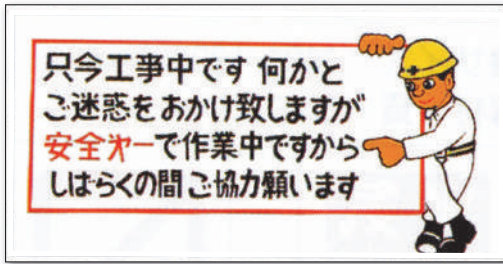 只今工事中です 何かと
ご迷惑をおかけ致しますが
安全㐧一で作業中ですから
しばらくの間ご協力願います